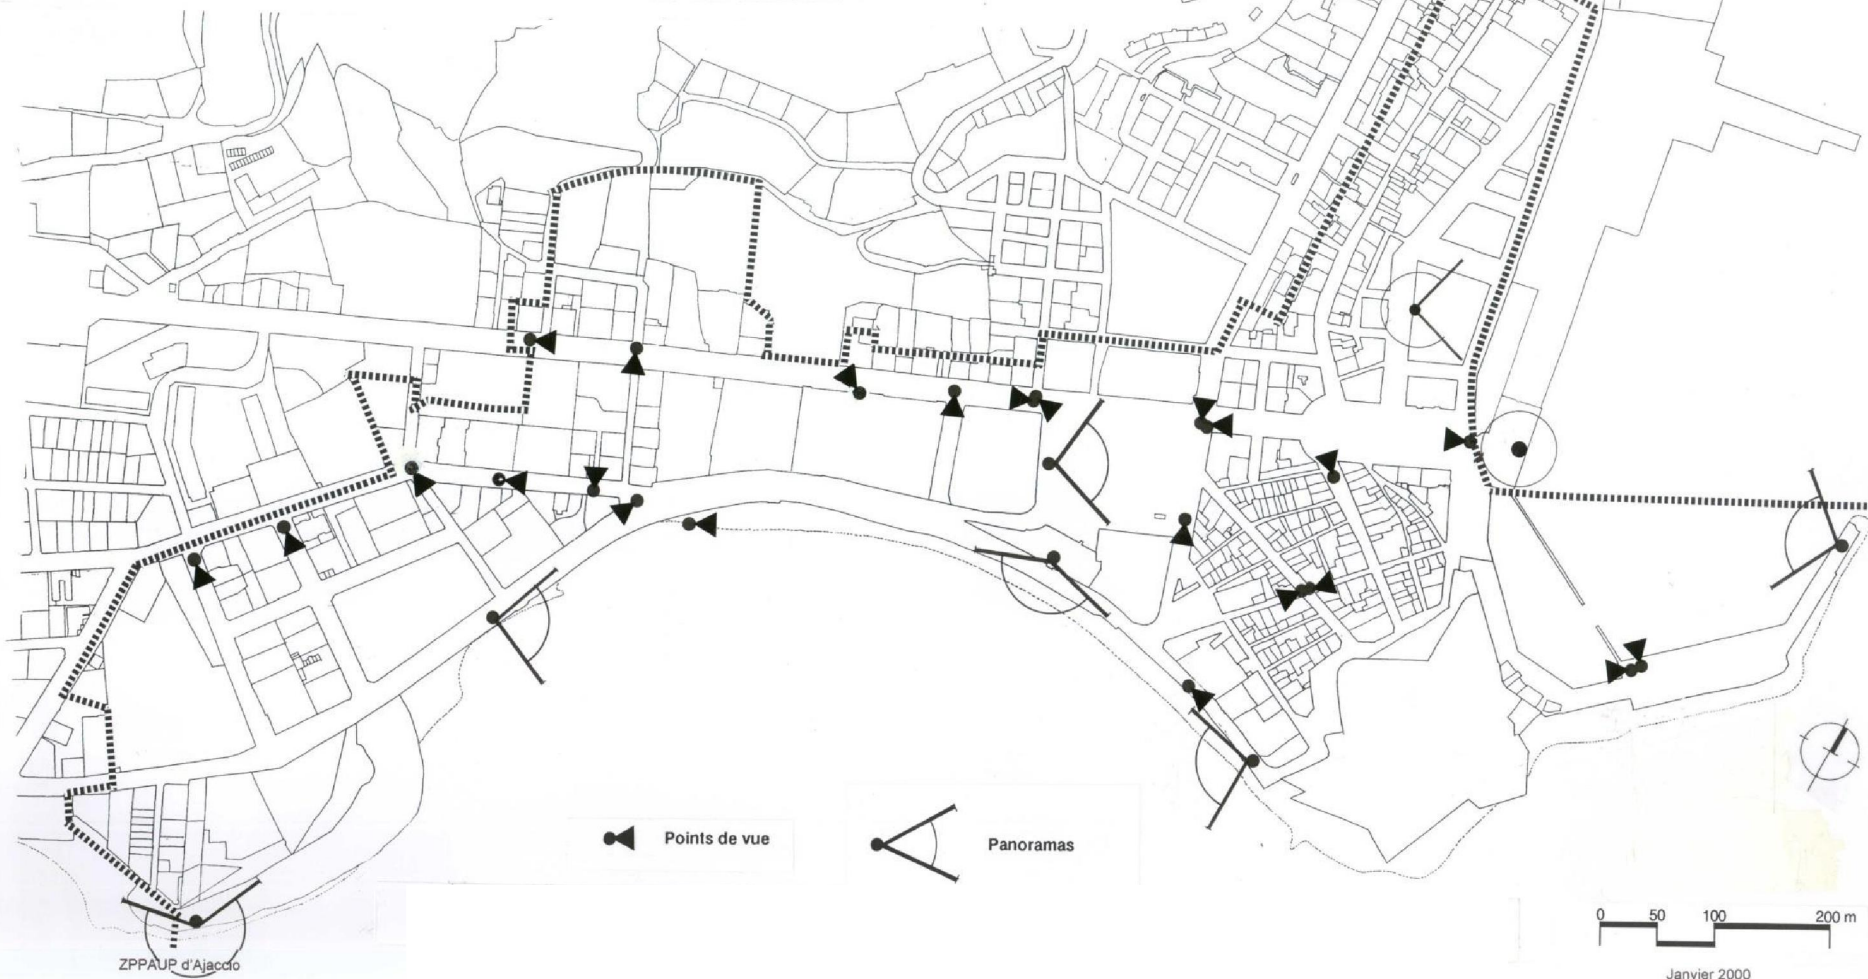 Points de vue
Panoramas
0 50 100 200 m
ZPPAUP d'Ajaccio
Janvier 2000